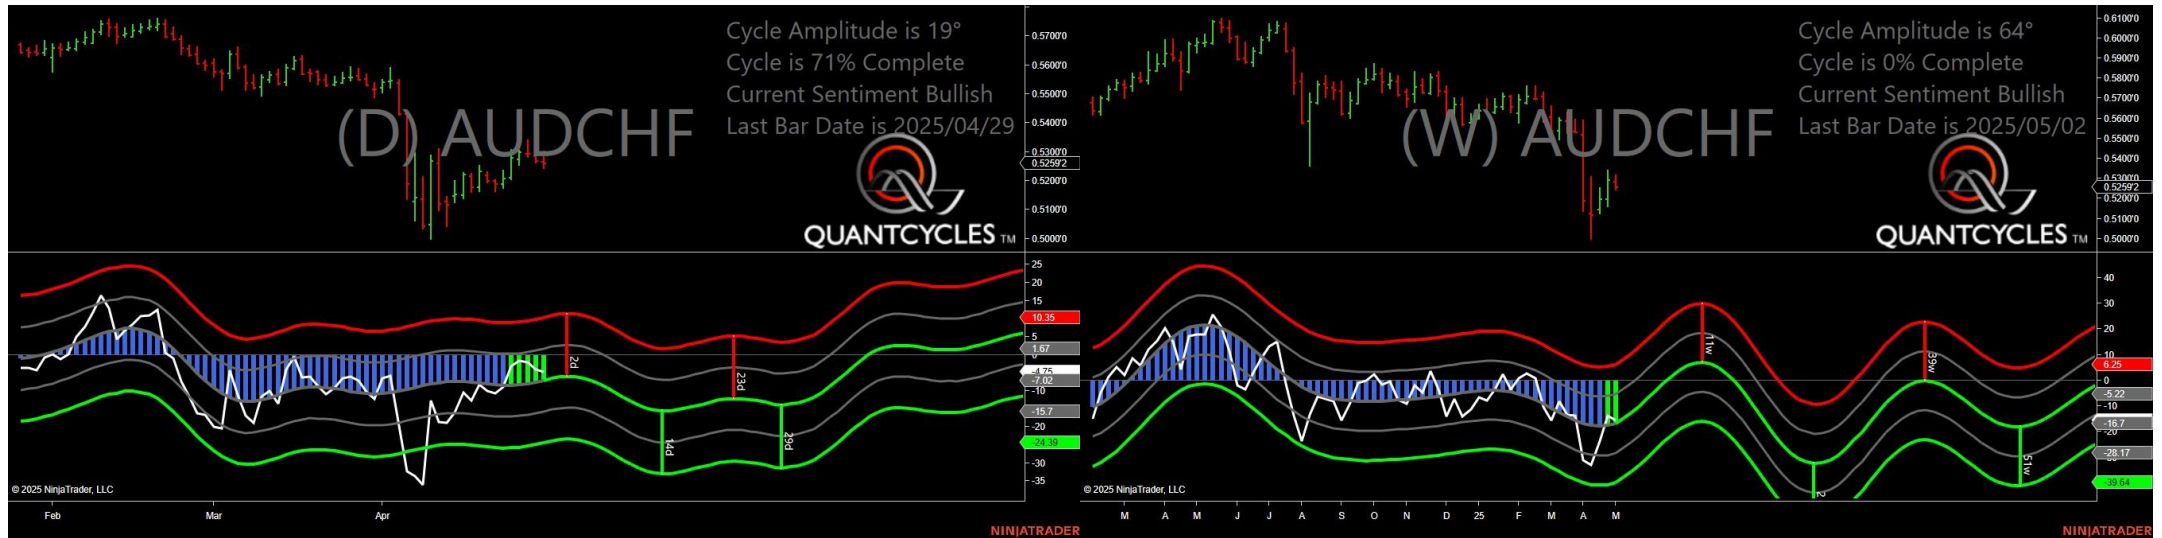 Cycle Amplitude is 19°
Cycle is 71% Complete
Current Sentiment Bullish
Last Bar Date is 2025/04/29
(D) AUDCHF
QUANTCYCLES TM
0.5700'0
0.5600'0
0.5500'0
0.5400'0
0.5300'0
0.5259'2
0.5200'0
0.5100'0
0.5000'0
25
20
15
10.35
5
1.67
0
-4.75
-7.02
-10
-15.7
-20
-24.39
-30
-35
2d
14d
23d
29d
© 2025 NinjaTrader, LLC
Feb Mar Apr
NINJATRADER
Cycle Amplitude is 64°
Cycle is 0% Complete
Current Sentiment Bullish
Last Bar Date is 2025/05/02
(W) AUDCHF
QUANTCYCLES TM
0.6100'0
0.6000'0
0.5900'0
0.5800'0
0.5700'0
0.5600'0
0.5500'0
0.5400'0
0.5300'0
0.5259'2
0.5200'0
0.5100'0
0.5000'0
40
30
20
10
6.25
0
-5.22
-10
-16.7
-20
-28.17
-39.64
11w
39w
51w
© 2025 NinjaTrader, LLC
M A M J J A S O N D 25 F M A M
NINJATRADER